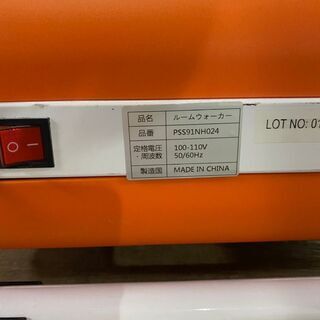 品名 ルームウォーカー
品番 PSS91NH024
定格電圧・周波数 100-110V 50/60Hz
製造国 MADE IN CHINA
LOT NO: 01